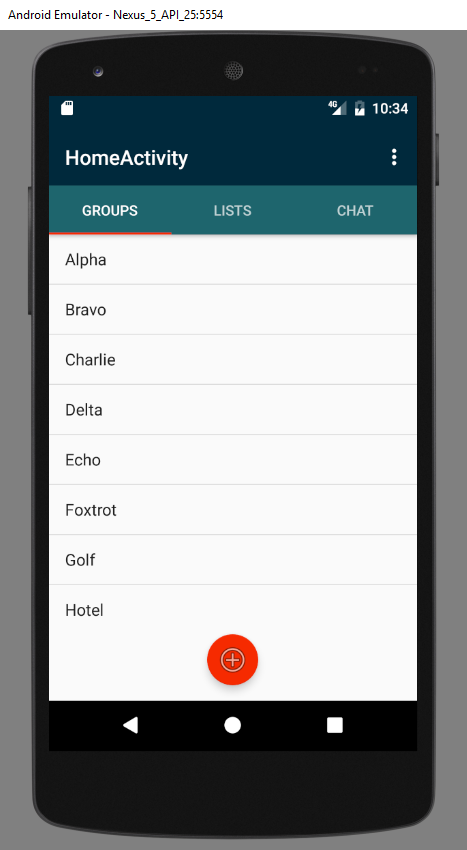 Android Emulator - Nexus_5_API_25:5554
4G 10:34
HomeActivity
GROUPS LISTS CHAT
Alpha
Bravo
Charlie
Delta
Echo
Foxtrot
Golf
Hotel